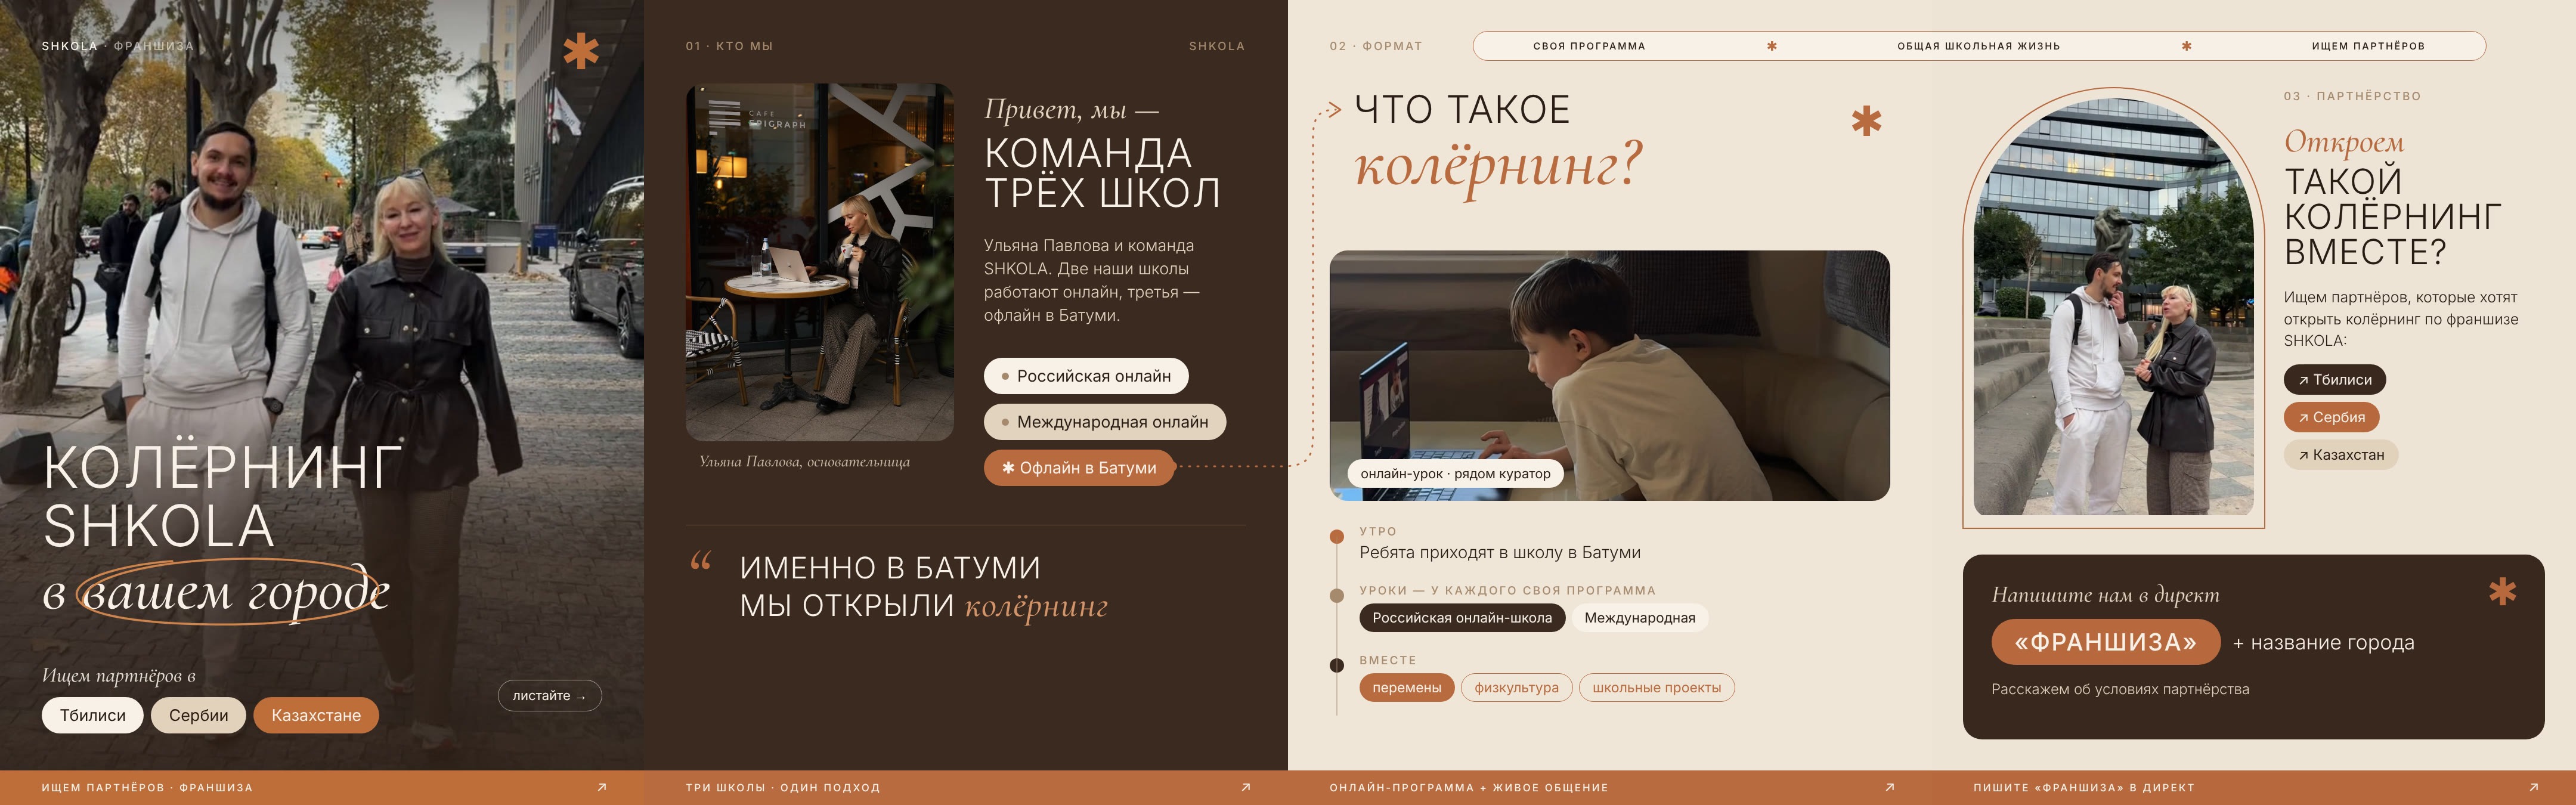 SHKOLA · ФРАНШИЗА
КОЛЁРНИНГ
SHKOLA
в вашем городе
Ищем партнёров в
Тбилиси
Сербии
Казахстане
листайте →
ИЩЕМ ПАРТНЁРОВ · ФРАНШИЗА
01 · КТО МЫ
SHKOLA
CAFE
EPIGRAPH
Привет, мы —
КОМАНДА
ТРЁХ ШКОЛ
Ульяна Павлова и команда
SHKOLA. Две наши школы
работают онлайн, третья —
офлайн в Батуми.
Российская онлайн
Международная онлайн
Офлайн в Батуми
Ульяна Павлова, основательница
“ ИМЕННО В БАТУМИ
МЫ ОТКРЫЛИ колёрнинг
ТРИ ШКОЛЫ · ОДИН ПОДХОД
02 · ФОРМАТ
СВОЯ ПРОГРАММА
ОБЩАЯ ШКОЛЬНАЯ ЖИЗНЬ
ИЩЕМ ПАРТНЁРОВ
ЧТО ТАКОЕ
колёрнинг?
онлайн-урок · рядом куратор
УТРО
Ребята приходят в школу в Батуми
УРОКИ — У КАЖДОГО СВОЯ ПРОГРАММА
Российская онлайн-школа
Международная
ВМЕСТЕ
перемены
физкультура
школьные проекты
ОНЛАЙН-ПРОГРАММА + ЖИВОЕ ОБЩЕНИЕ
03 · ПАРТНЁРСТВО
Откроем
ТАКОЙ
КОЛЁРНИНГ
ВМЕСТЕ?
Ищем партнёров, которые хотят
открыть колёрнинг по франшизе
SHKOLA:
↗ Тбилиси
↗ Сербия
↗ Казахстан
Напишите нам в директ
«ФРАНШИЗА» + название города
Расскажем об условиях партнёрства
ПИШИТЕ «ФРАНШИЗА» В ДИРЕКТ